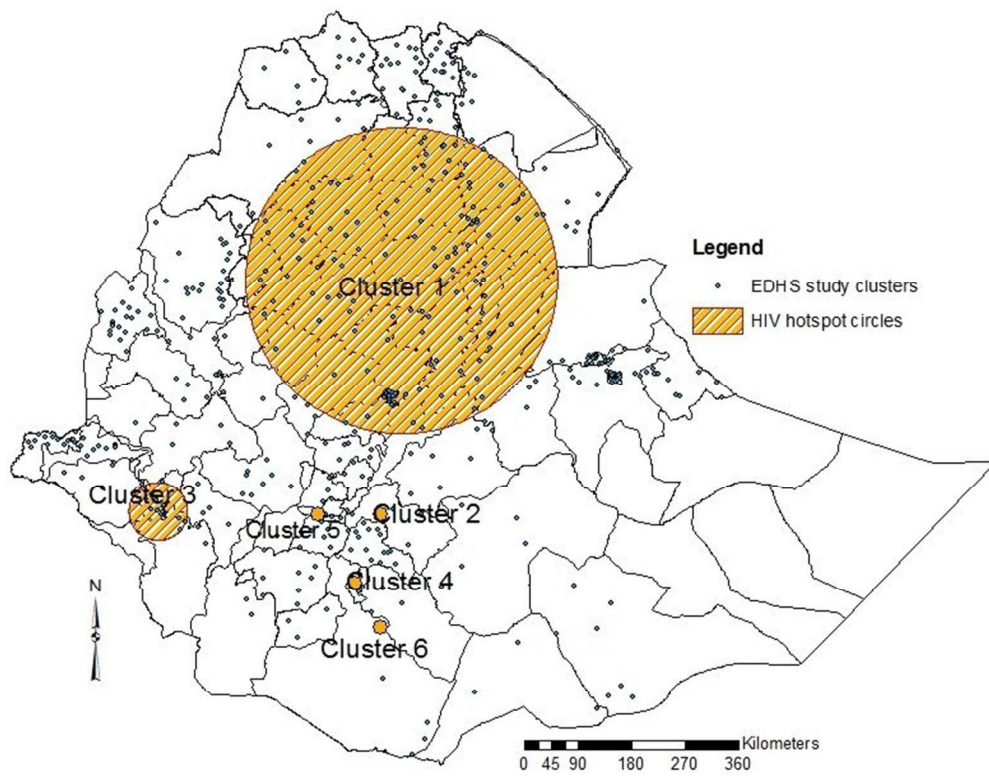 Cluster 1
Legend
EDHS study clusters
HIV hotspot circles
Cluster 3
Cluster 2
Cluster 5
Cluster 4
Cluster 6
N
Kilometers
0 45 90 180 270 360